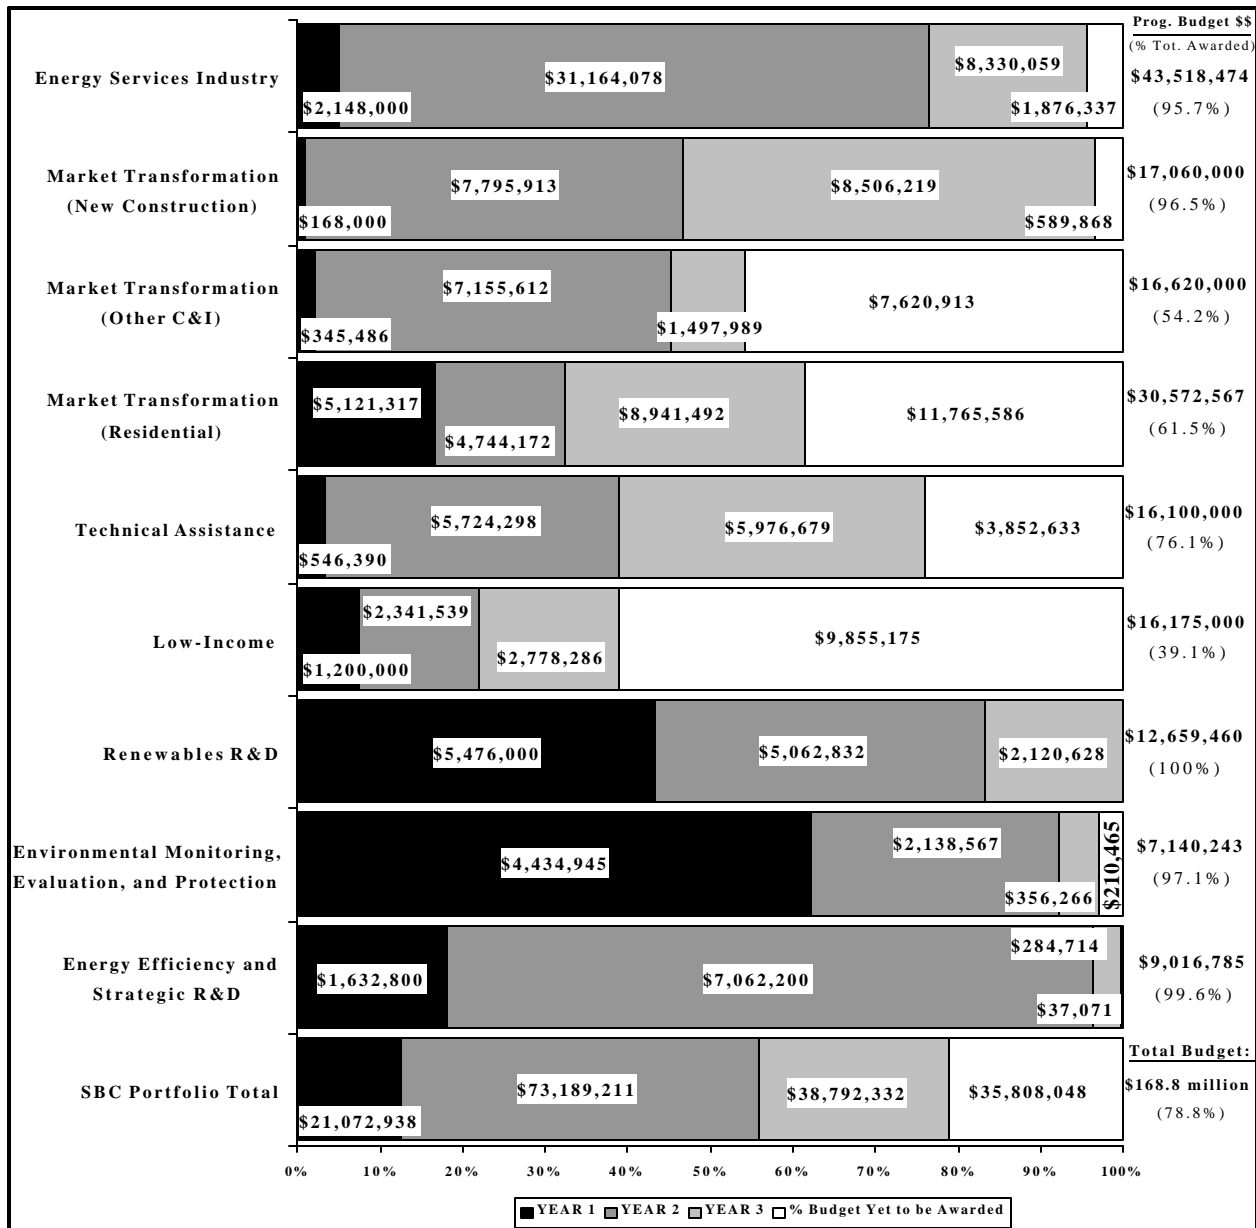 Prog. Budget $$
(% Tot. Awarded)
Energy Services Industry
$2,148,000
$31,164,078
$8,330,059
$1,876,337
$43,518,474
(95.7%)
Market Transformation
(New Construction)
$168,000
$7,795,913
$8,506,219
$589,868
$17,060,000
(96.5%)
Market Transformation
(Other C&I)
$345,486
$7,155,612
$1,497,989
$7,620,913
$16,620,000
(54.2%)
Market Transformation
(Residential)
$5,121,317
$4,744,172
$8,941,492
$11,765,586
$30,572,567
(61.5%)
Technical Assistance
$546,390
$5,724,298
$5,976,679
$3,852,633
$16,100,000
(76.1%)
Low-Income
$1,200,000
$2,341,539
$2,778,286
$9,855,175
$16,175,000
(39.1%)
Renewables R&D
$5,476,000
$5,062,832
$2,120,628
$12,659,460
(100%)
Environmental Monitoring,
Evaluation, and Protection
$4,434,945
$2,138,567
$356,266
$210,465
$7,140,243
(97.1%)
Energy Efficiency and
Strategic R&D
$1,632,800
$7,062,200
$284,714
$37,071
$9,016,785
(99.6%)
SBC Portfolio Total
$21,072,938
$73,189,211
$38,792,332
$35,808,048
Total Budget:
$168.8 million
(78.8%)
0% 10% 20% 30% 40% 50% 60% 70% 80% 90% 100%
YEAR 1 YEAR 2 YEAR 3 % Budget Yet to be Awarded